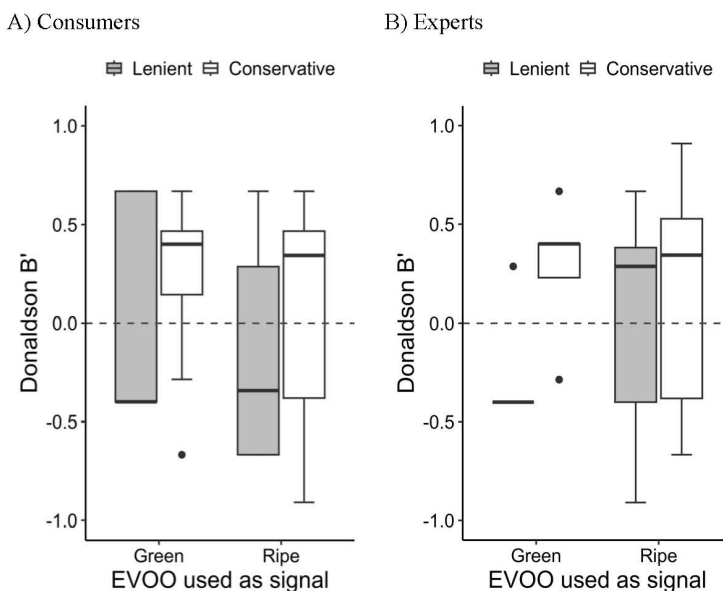 A) Consumers
Lenient Conservative
Donaldson B'
1.0
0.5
0.0
-0.5
-1.0
Green Ripe
EVOO used as signal
B) Experts
Lenient Conservative
Donaldson B'
1.0
0.5
0.0
-0.5
-1.0
Green Ripe
EVOO used as signal